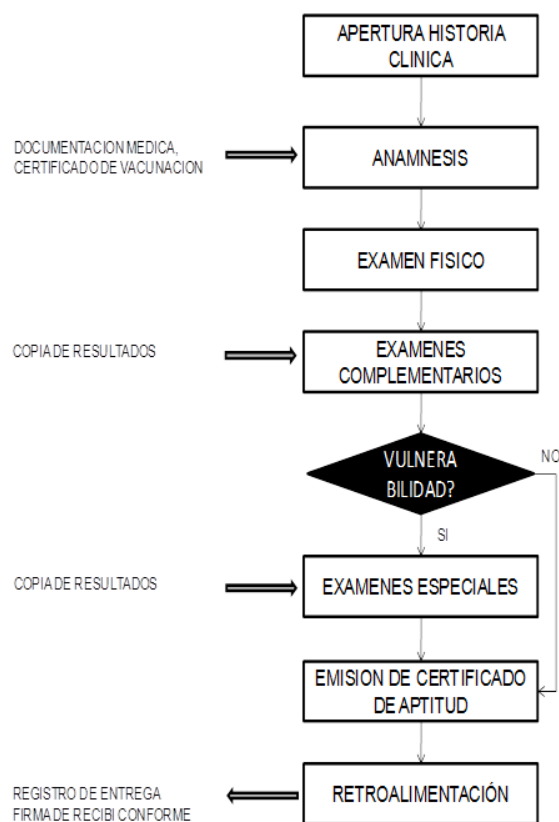 APERTURA HISTORIA
CLINICA
DOCUMENTACION MEDICA,
CERTIFICADO DE VACUNACION
ANAMNESIS
EXAMEN FISICO
COPIA DE RESULTADOS
EXAMENES
COMPLEMENTARIOS
VULNERA
BILIDAD?
NO
SI
COPIA DE RESULTADOS
EXAMENES ESPECIALES
EMISION DE CERTIFICADO
DE APTITUD
REGISTRO DE ENTREGA
FIRMA DE RECIBI CONFORME
RETROALIMENTACIÓN